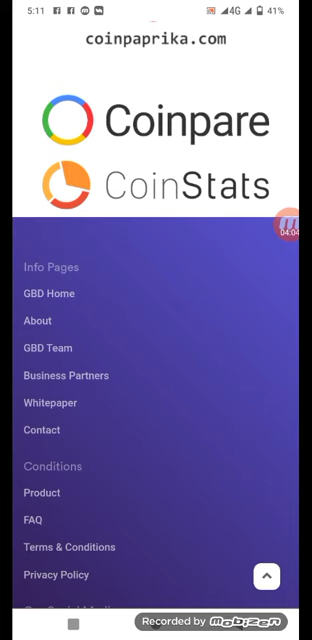 5:11
4G
41%
coinpaprika.com
Coinpare
CoinStats
04:04
Info Pages
GBD Home
About
GBD Team
Business Partners
Whitepaper
Contact
Conditions
Product
FAQ
Terms & Conditions
Privacy Policy
Recorded by Mobizen